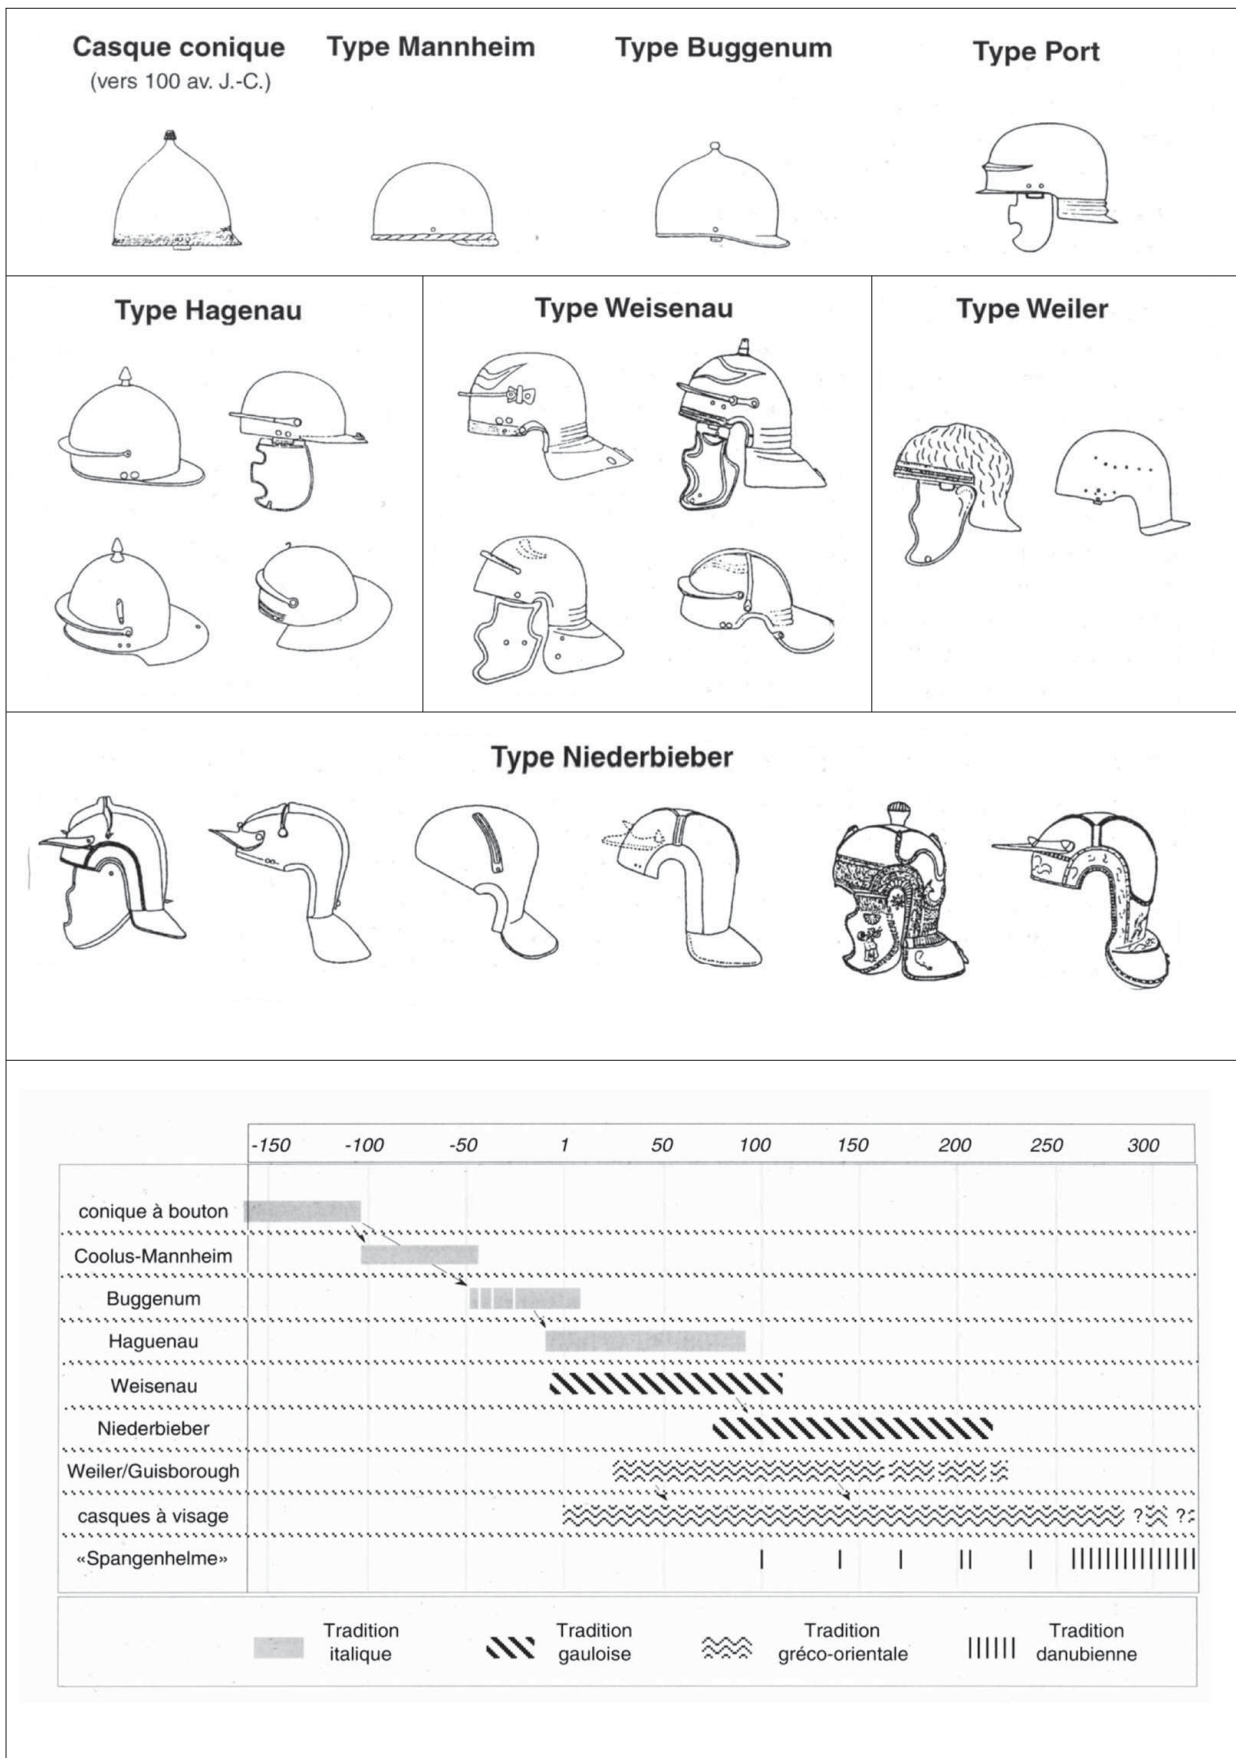 Casque conique
(vers 100 av. J.-C.)
Type Mannheim
Type Buggenum
Type Port
Type Hagenau
Type Weisenau
Type Weiler
Type Niederbieber
-150 -100 -50 1 50 100 150 200 250 300
conique à bouton
Coolus-Mannheim
Buggenum
Haguenau
Weisenau
Niederbieber
Weiler/Guisborough
casques à visage ? ??
«Spangenhelme»
Tradition
italique
Tradition
gauloise
Tradition
gréco-orientale
Tradition
danubienne